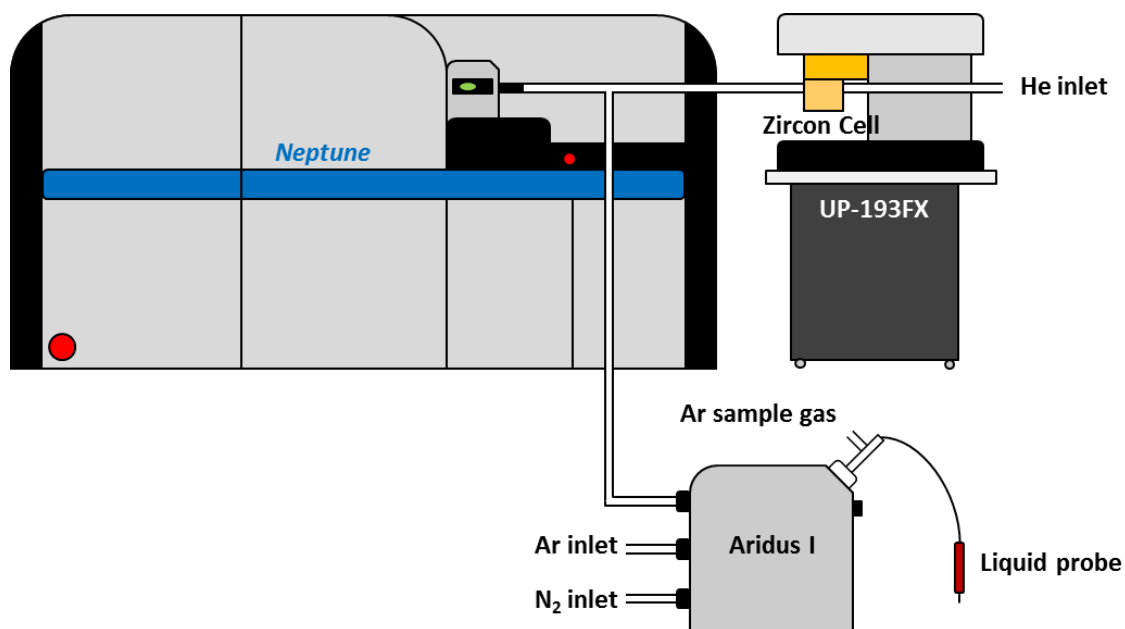 He inlet
Zircon Cell
Neptune
UP-193FX
Ar sample gas
Ar inlet
Aridus I
Liquid probe
N₂ inlet